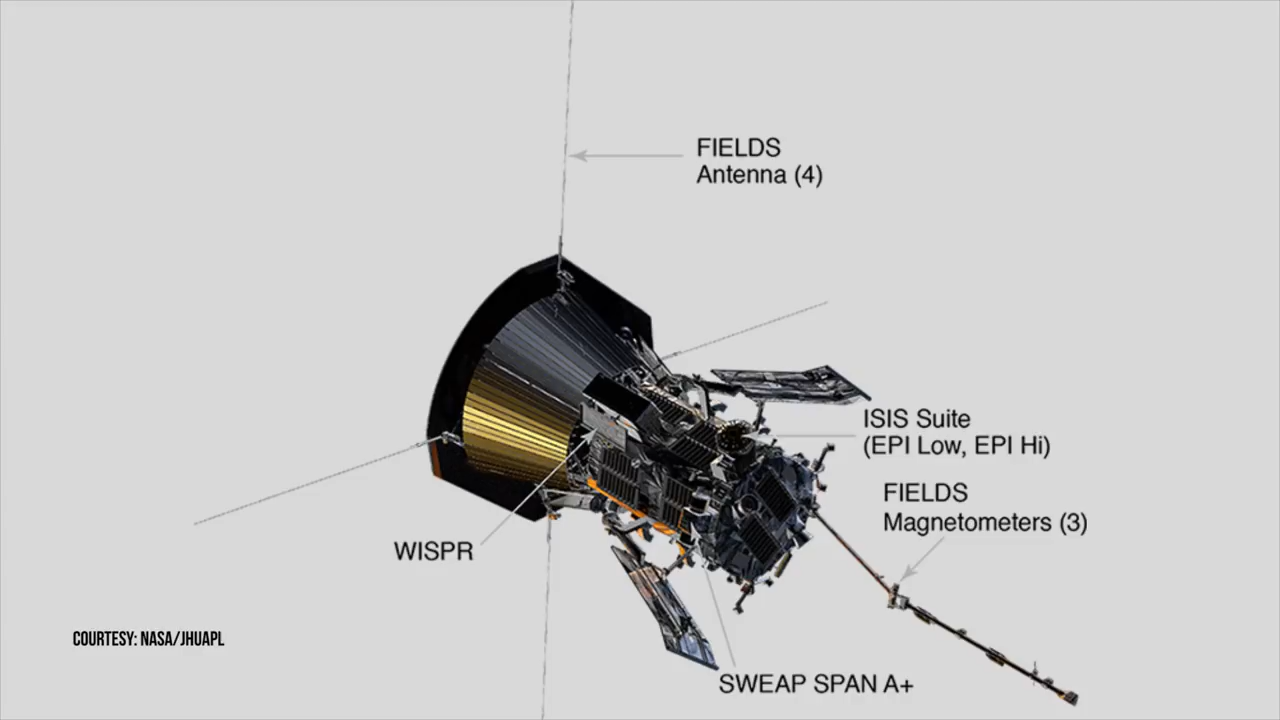 FIELDS
Antenna (4)
ISIS Suite
(EPI Low, EPI Hi)
FIELDS
Magnetometers (3)
WISPR
COURTESY: NASA/JHUAPL
SWEAP SPAN A+